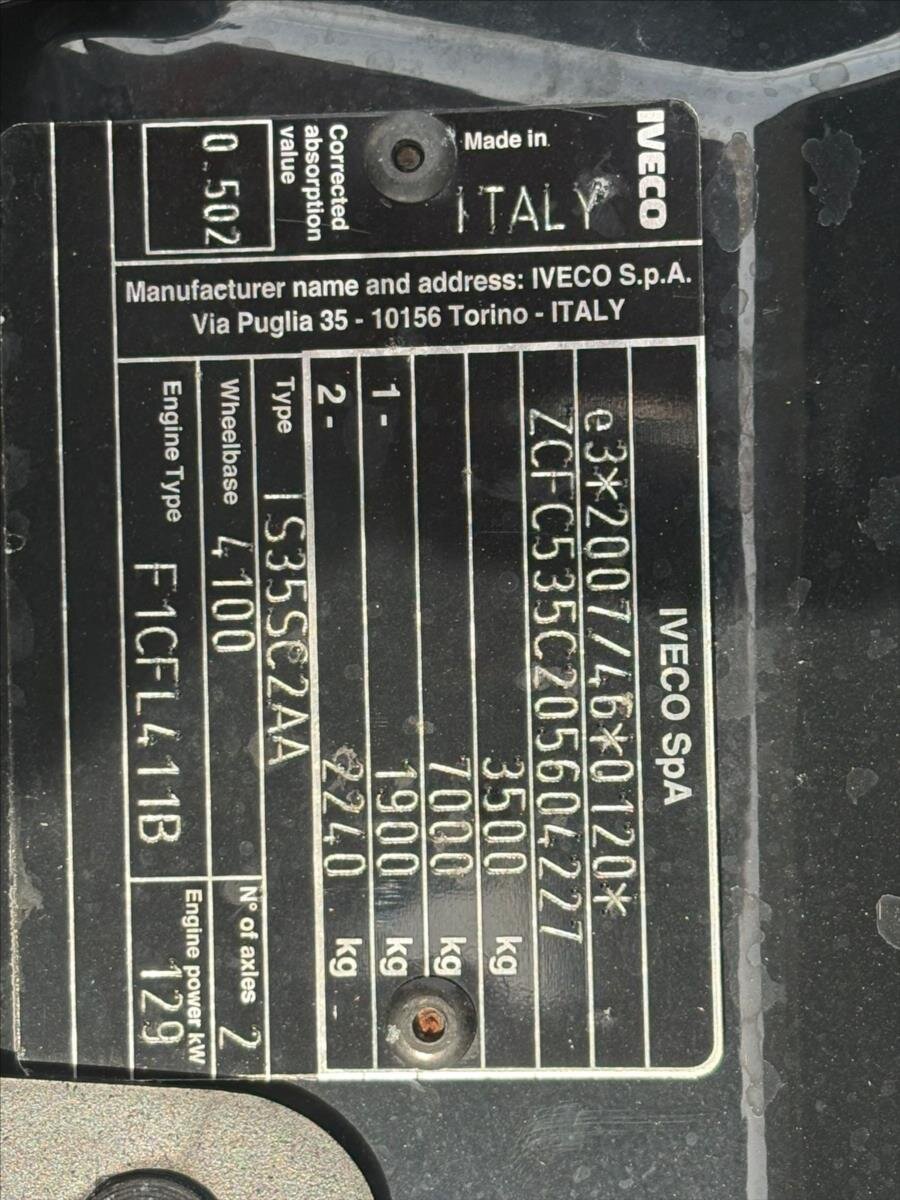 IVECO
Made in
ITALY
Corrected
absorption
value
0.502
Manufacturer name and address: IVECO S.p.A.
Via Puglia 35 - 10156 Torino - ITALY
IVECO SpA
e3*2007/46*0120*
ZCFC535C205604227
3500 kg
7000 kg
1- 1900 kg
2- 2240 kg
Type IS35SC2AA
Wheelbase 4100 N° of axles 2
Engine Type F1CFL411B Engine power kW 129